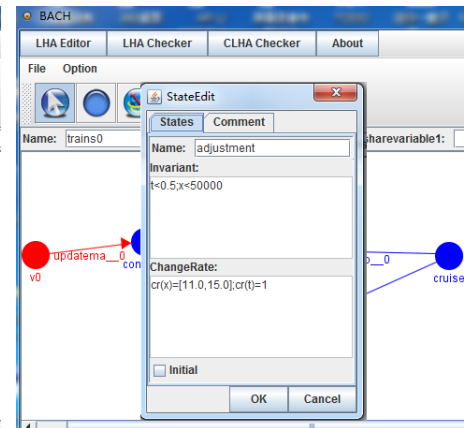 BACH
LHA Editor LHA Checker CLHA Checker About
File Option
StateEdit
States Comment
Name: trains0
sharevariable1:
Name: adjustment
Invariant:
t<0.5;x<50000
updatema__0
v0
con
o__0
cruise
ChangeRate:
cr(x)=[11.0,15.0];cr(t)=1
Initial
OK Cancel